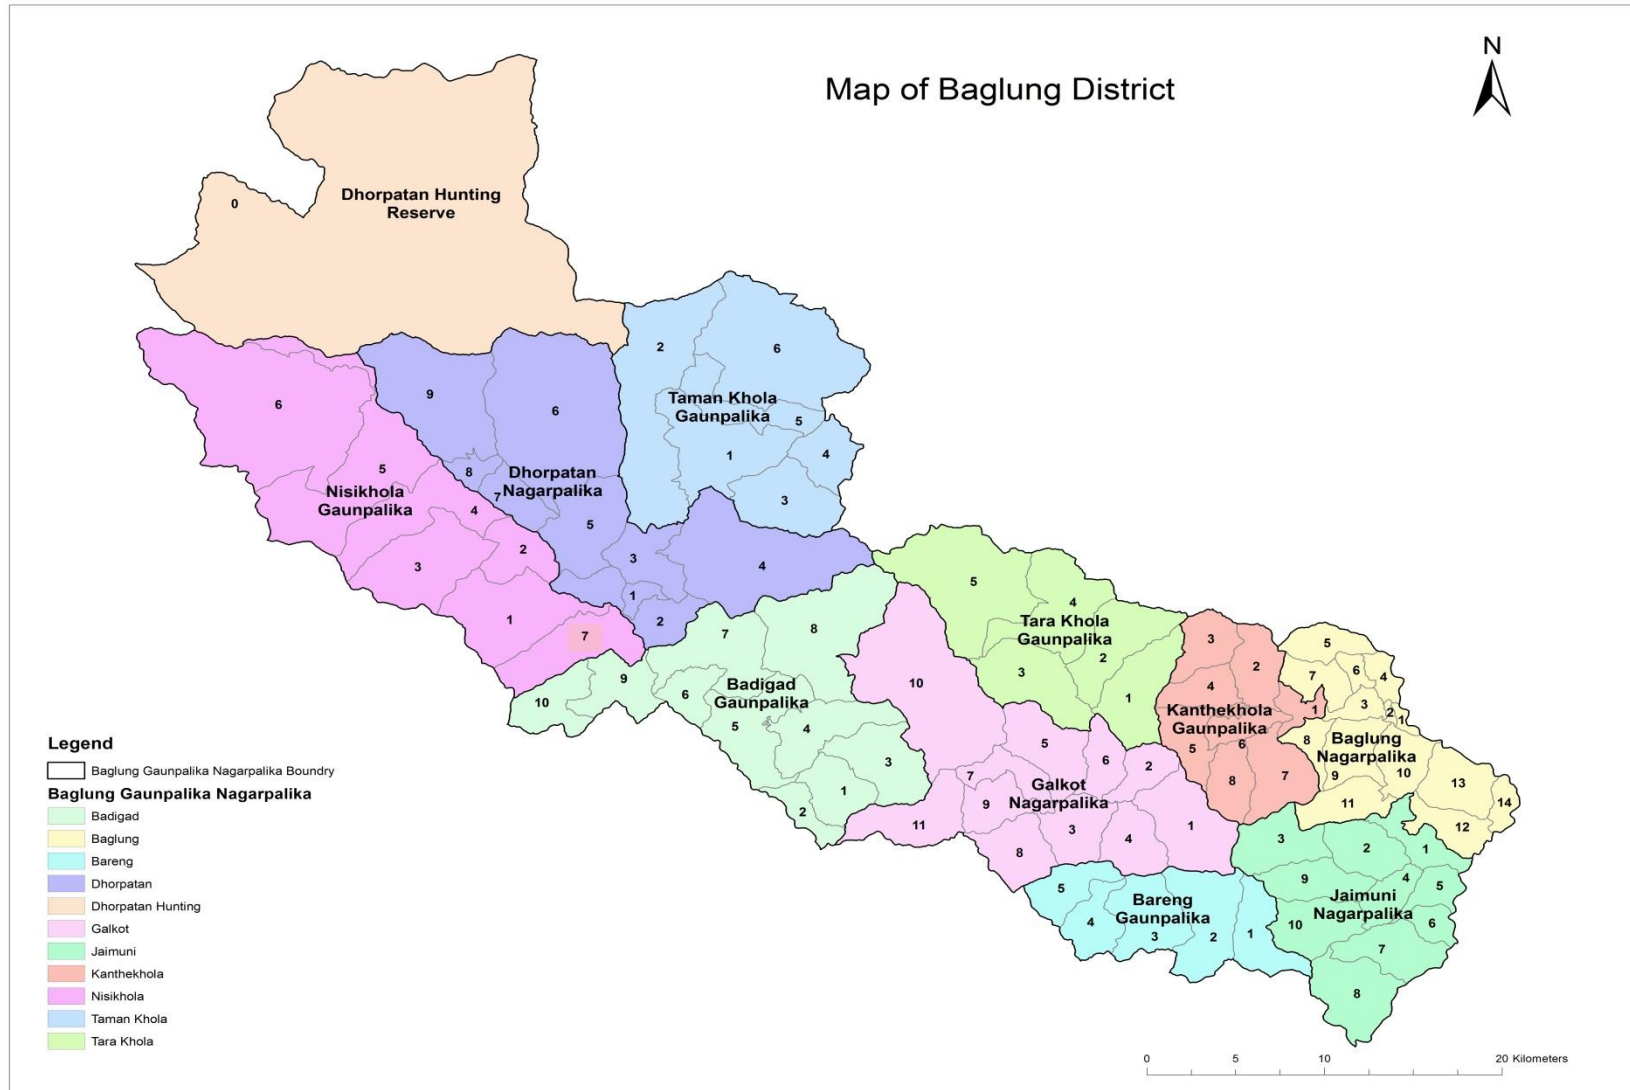 N
Map of Baglung District
0
Dhorpatan Hunting
Reserve
2
6
Taman Khola
Gaunpalika
5
1
4
3
6
5
Nisikhola
Gaunpalika
4
2
3
1
7
9
6
8
7
Dhorpatan
Nagarpalika
5
3
4
1
2
7
8
9
10
6
Badigad
Gaunpalika
5
4
3
1
2
5
4
Tara Khola
Gaunpalika
2
3
1
10
5
6
2
7
Galkot
Nagarpalika
9
3
4
1
11
8
3
2
4
1
Kanthekhola
Gaunpalika
5
6
8
7
5
6
4
7
3
2
1
8
Baglung
Nagarpalika
9
10
13
11
14
12
5
Bareng
Gaunpalika
4
3
2
1
3
2
1
9
4
5
Jaimuni
Nagarpalika
10
6
7
8
Legend
Baglung Gaunpalika Nagarpalika Boundry
Baglung Gaunpalika Nagarpalika
Badigad
Baglung
Bareng
Dhorpatan
Dhorpatan Hunting
Galkot
Jaimuni
Kanthekhola
Nisikhola
Taman Khola
Tara Khola
0 5 10 20 Kilometers